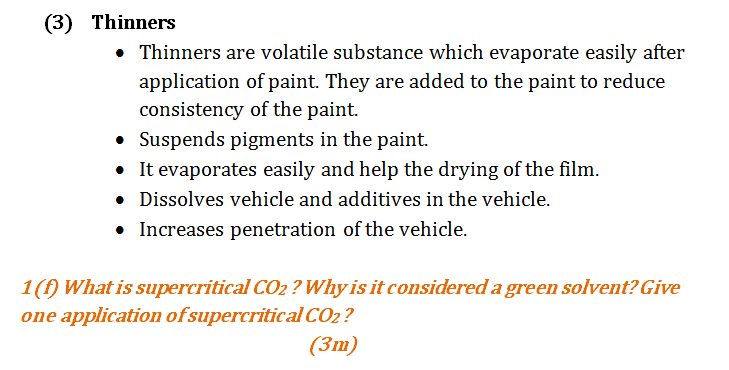 (3) Thinners
• Thinners are volatile substance which evaporate easily after
application of paint. They are added to the paint to reduce
consistency of the paint.
• Suspends pigments in the paint.
• It evaporates easily and help the drying of the film.
• Dissolves vehicle and additives in the vehicle.
• Increases penetration of the vehicle.
1(f) What is supercritical CO2 ? Why is it considered a green solvent? Give
one application of supercritical CO2 ?
(3m)